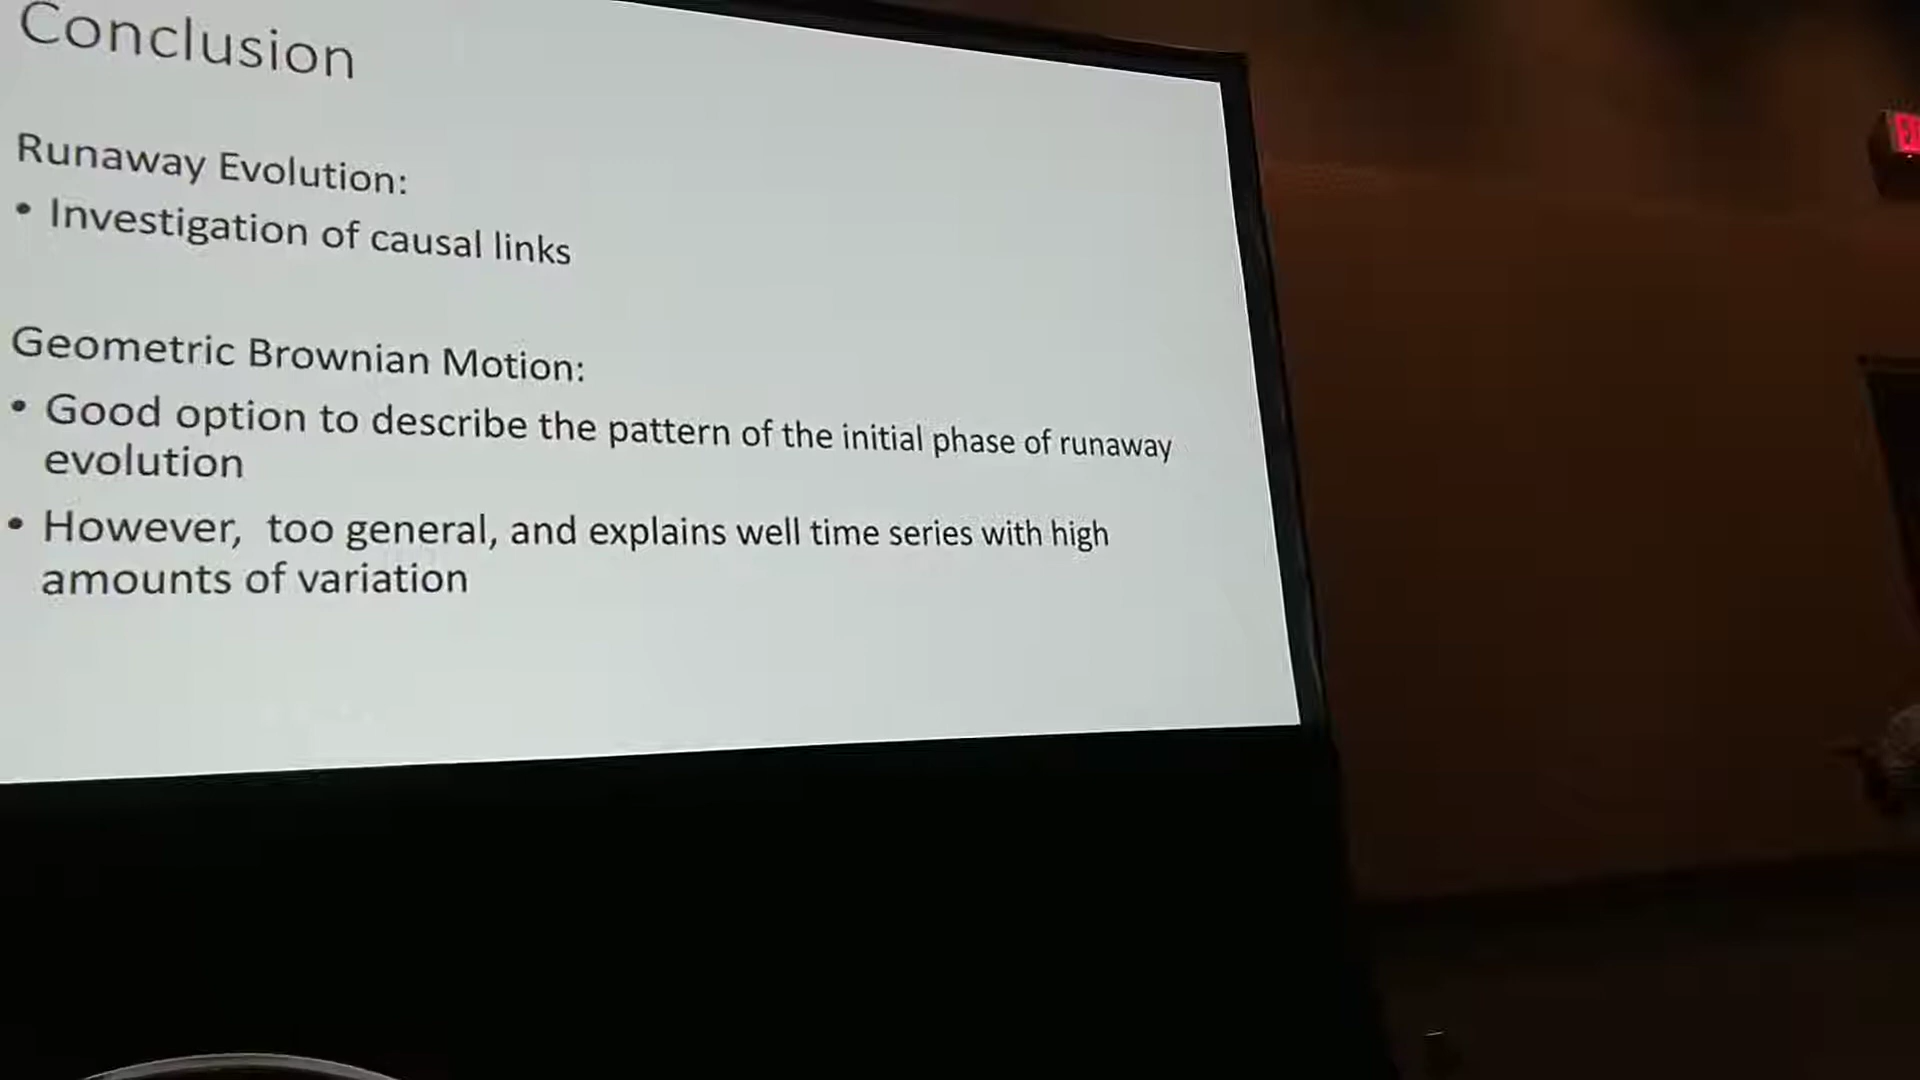 Conclusion
Runaway Evolution:
• Investigation of causal links
Geometric Brownian Motion:
• Good option to describe the pattern of the initial phase of runaway
evolution
• However, too general, and explains well time series with high
amounts of variation